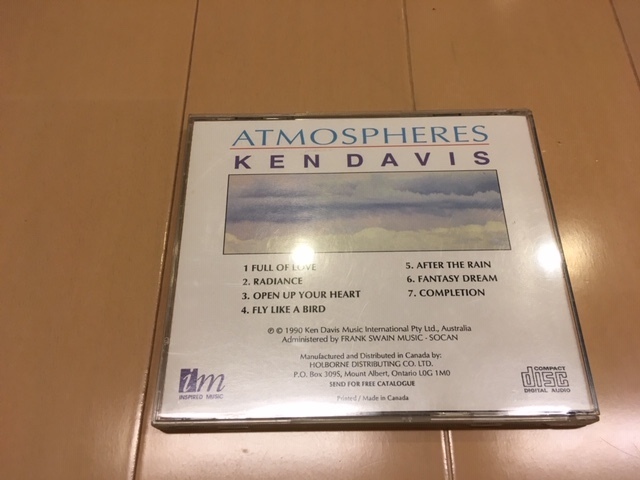 ATMOSPHERES
KEN DAVIS
1 FULL OF LOVE
2. RADIANCE
3. OPEN UP YOUR HEART
4. FLY LIKE A BIRD
5. AFTER THE RAIN
6. FANTASY DREAM
7. COMPLETION
℗ © 1990 Ken Davis Music International Pty Ltd., Australia
Administered by FRANK SWAIN MUSIC - SOCAN
Manufactured and Distributed in Canada by:
HOLBORNE DISTRIBUTING CO. LTD.
P.O. Box 3095, Mount Albert, Ontario L0G 1M0
SEND FOR FREE CATALOGUE
Printed / Made in Canada
im
INSPIRED MUSIC
COMPACT
disc
DIGITAL AUDIO